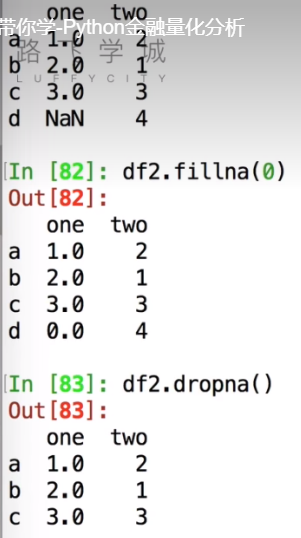 one two
带你学-Python金融量化分析
a 1.0 2
路飞学城
b 2.0 1
LUFFYCITY
c 3.0 3
d NaN 4
In [82]: df2.fillna(0)
Out[82]:
one two
a 1.0 2
b 2.0 1
c 3.0 3
d 0.0 4
In [83]: df2.dropna()
Out[83]:
one two
a 1.0 2
b 2.0 1
c 3.0 3